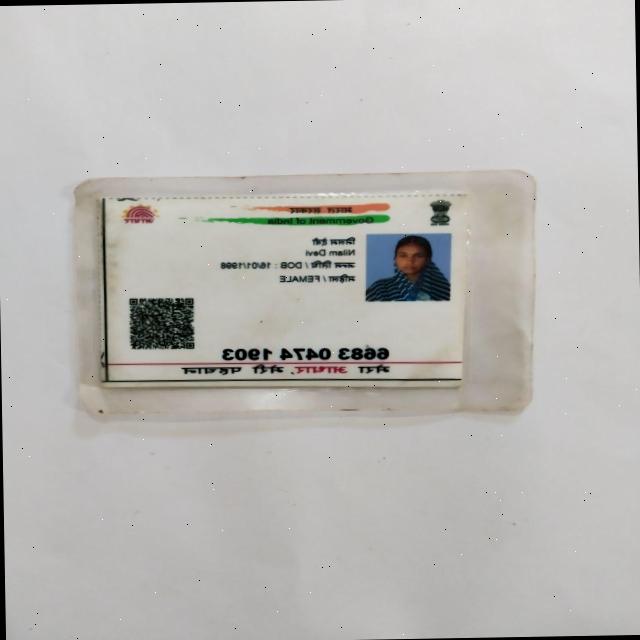 भारत सरकार
Government of India
निलम देवी
Nilam Devi
जन्म तिथि / DOB : 16/01/1998
महिला / FEMALE
6683 0474 1903
मेरा आधार, मेरी पहचान